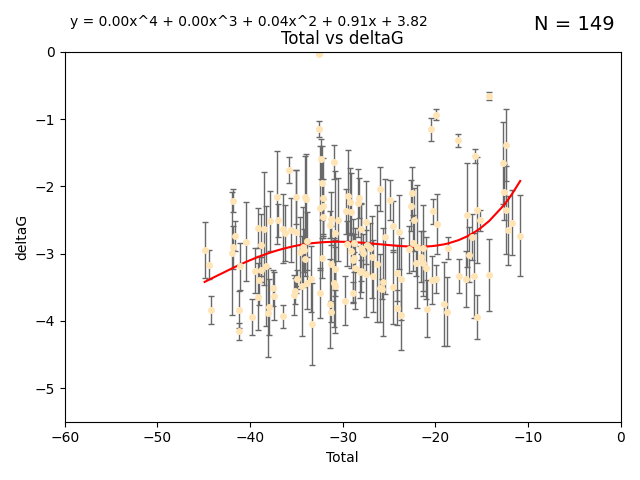 y = 0.00x^4 + 0.00x^3 + 0.04x^2 + 0.91x + 3.82
N = 149
Total vs deltaG
0
−1
−2
−3
−4
−5
deltaG
−60 −50 −40 −30 −20 −10 0
Total